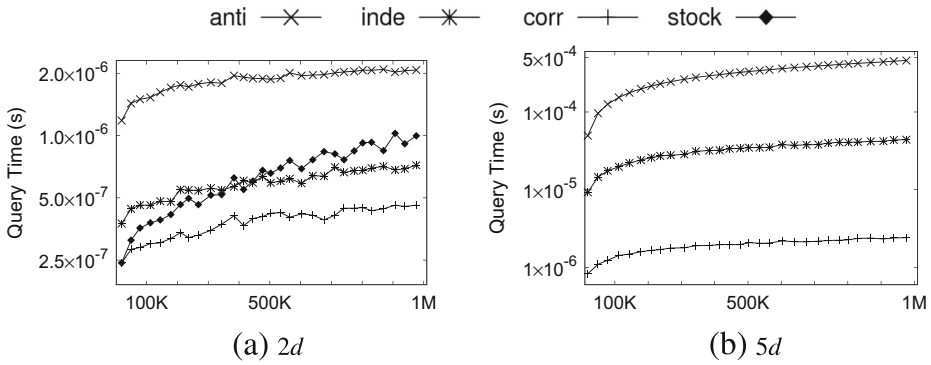 anti inde corr stock
Query Time (s)
2.0×10⁻⁶
1.0×10⁻⁶
5.0×10⁻⁷
2.5×10⁻⁷
100K 500K 1M
(a) 2d
Query Time (s)
5×10⁻⁴
1×10⁻⁴
1×10⁻⁵
1×10⁻⁶
100K 500K 1M
(b) 5d